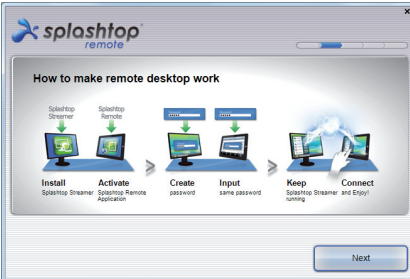 splashtop®
remote
How to make remote desktop work
Splashtop Streamer
Splashtop Remote
Install
Splashtop Streamer
Activate
Splashtop Remote Application
Create
password
Input
same password
Keep
Splashtop Streamer running
Connect
and Enjoy!
Next